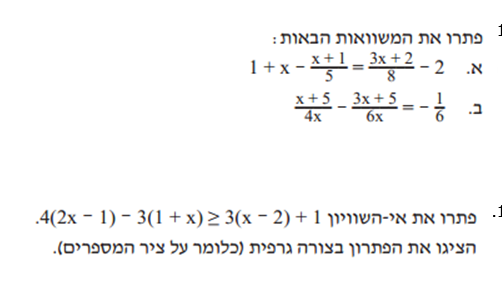 פתרו את המשוואות הבאות:
א. 1 + x − (x + 1)/5 = (3x + 2)/8 − 2
ב. (x + 5)/4x − (3x + 5)/6x = − 1/6
פתרו את אי-השוויון 4(2x − 1) − 3(1 + x) ≥ 3(x − 2) + 1.
הציגו את הפתרון בצורה גרפית (כלומר על ציר המספרים).